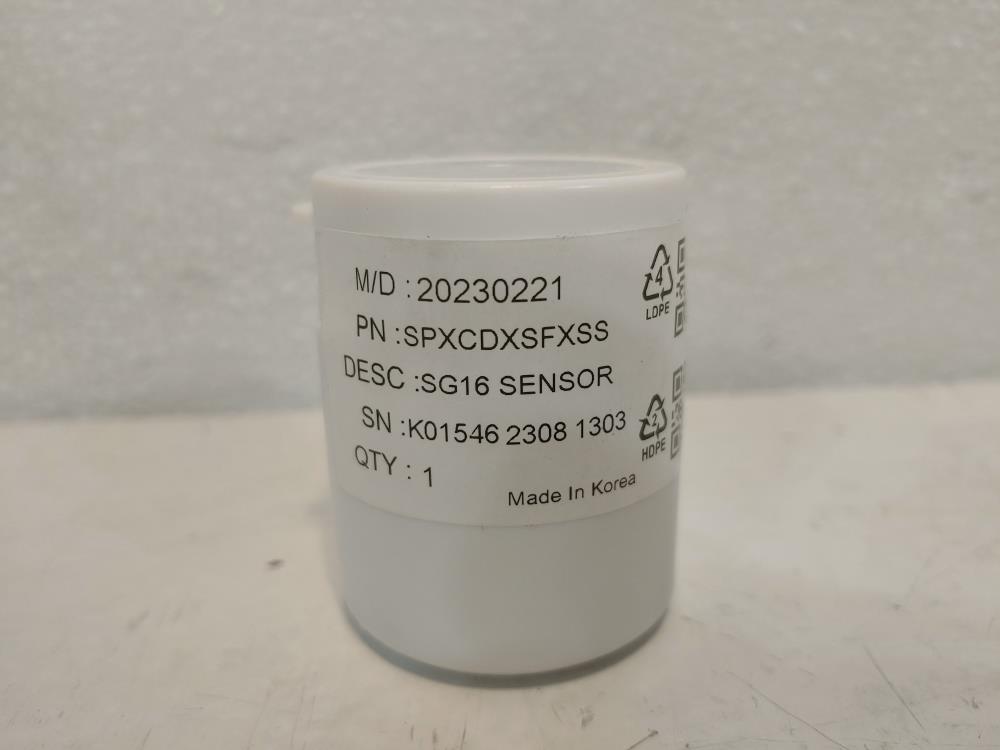 M/D : 20230221
PN :SPXCDXSFXSS
DESC :SG16 SENSOR
SN :K01546 2308 1303
QTY : 1
Made In Korea
4
LDPE
2
HDPE